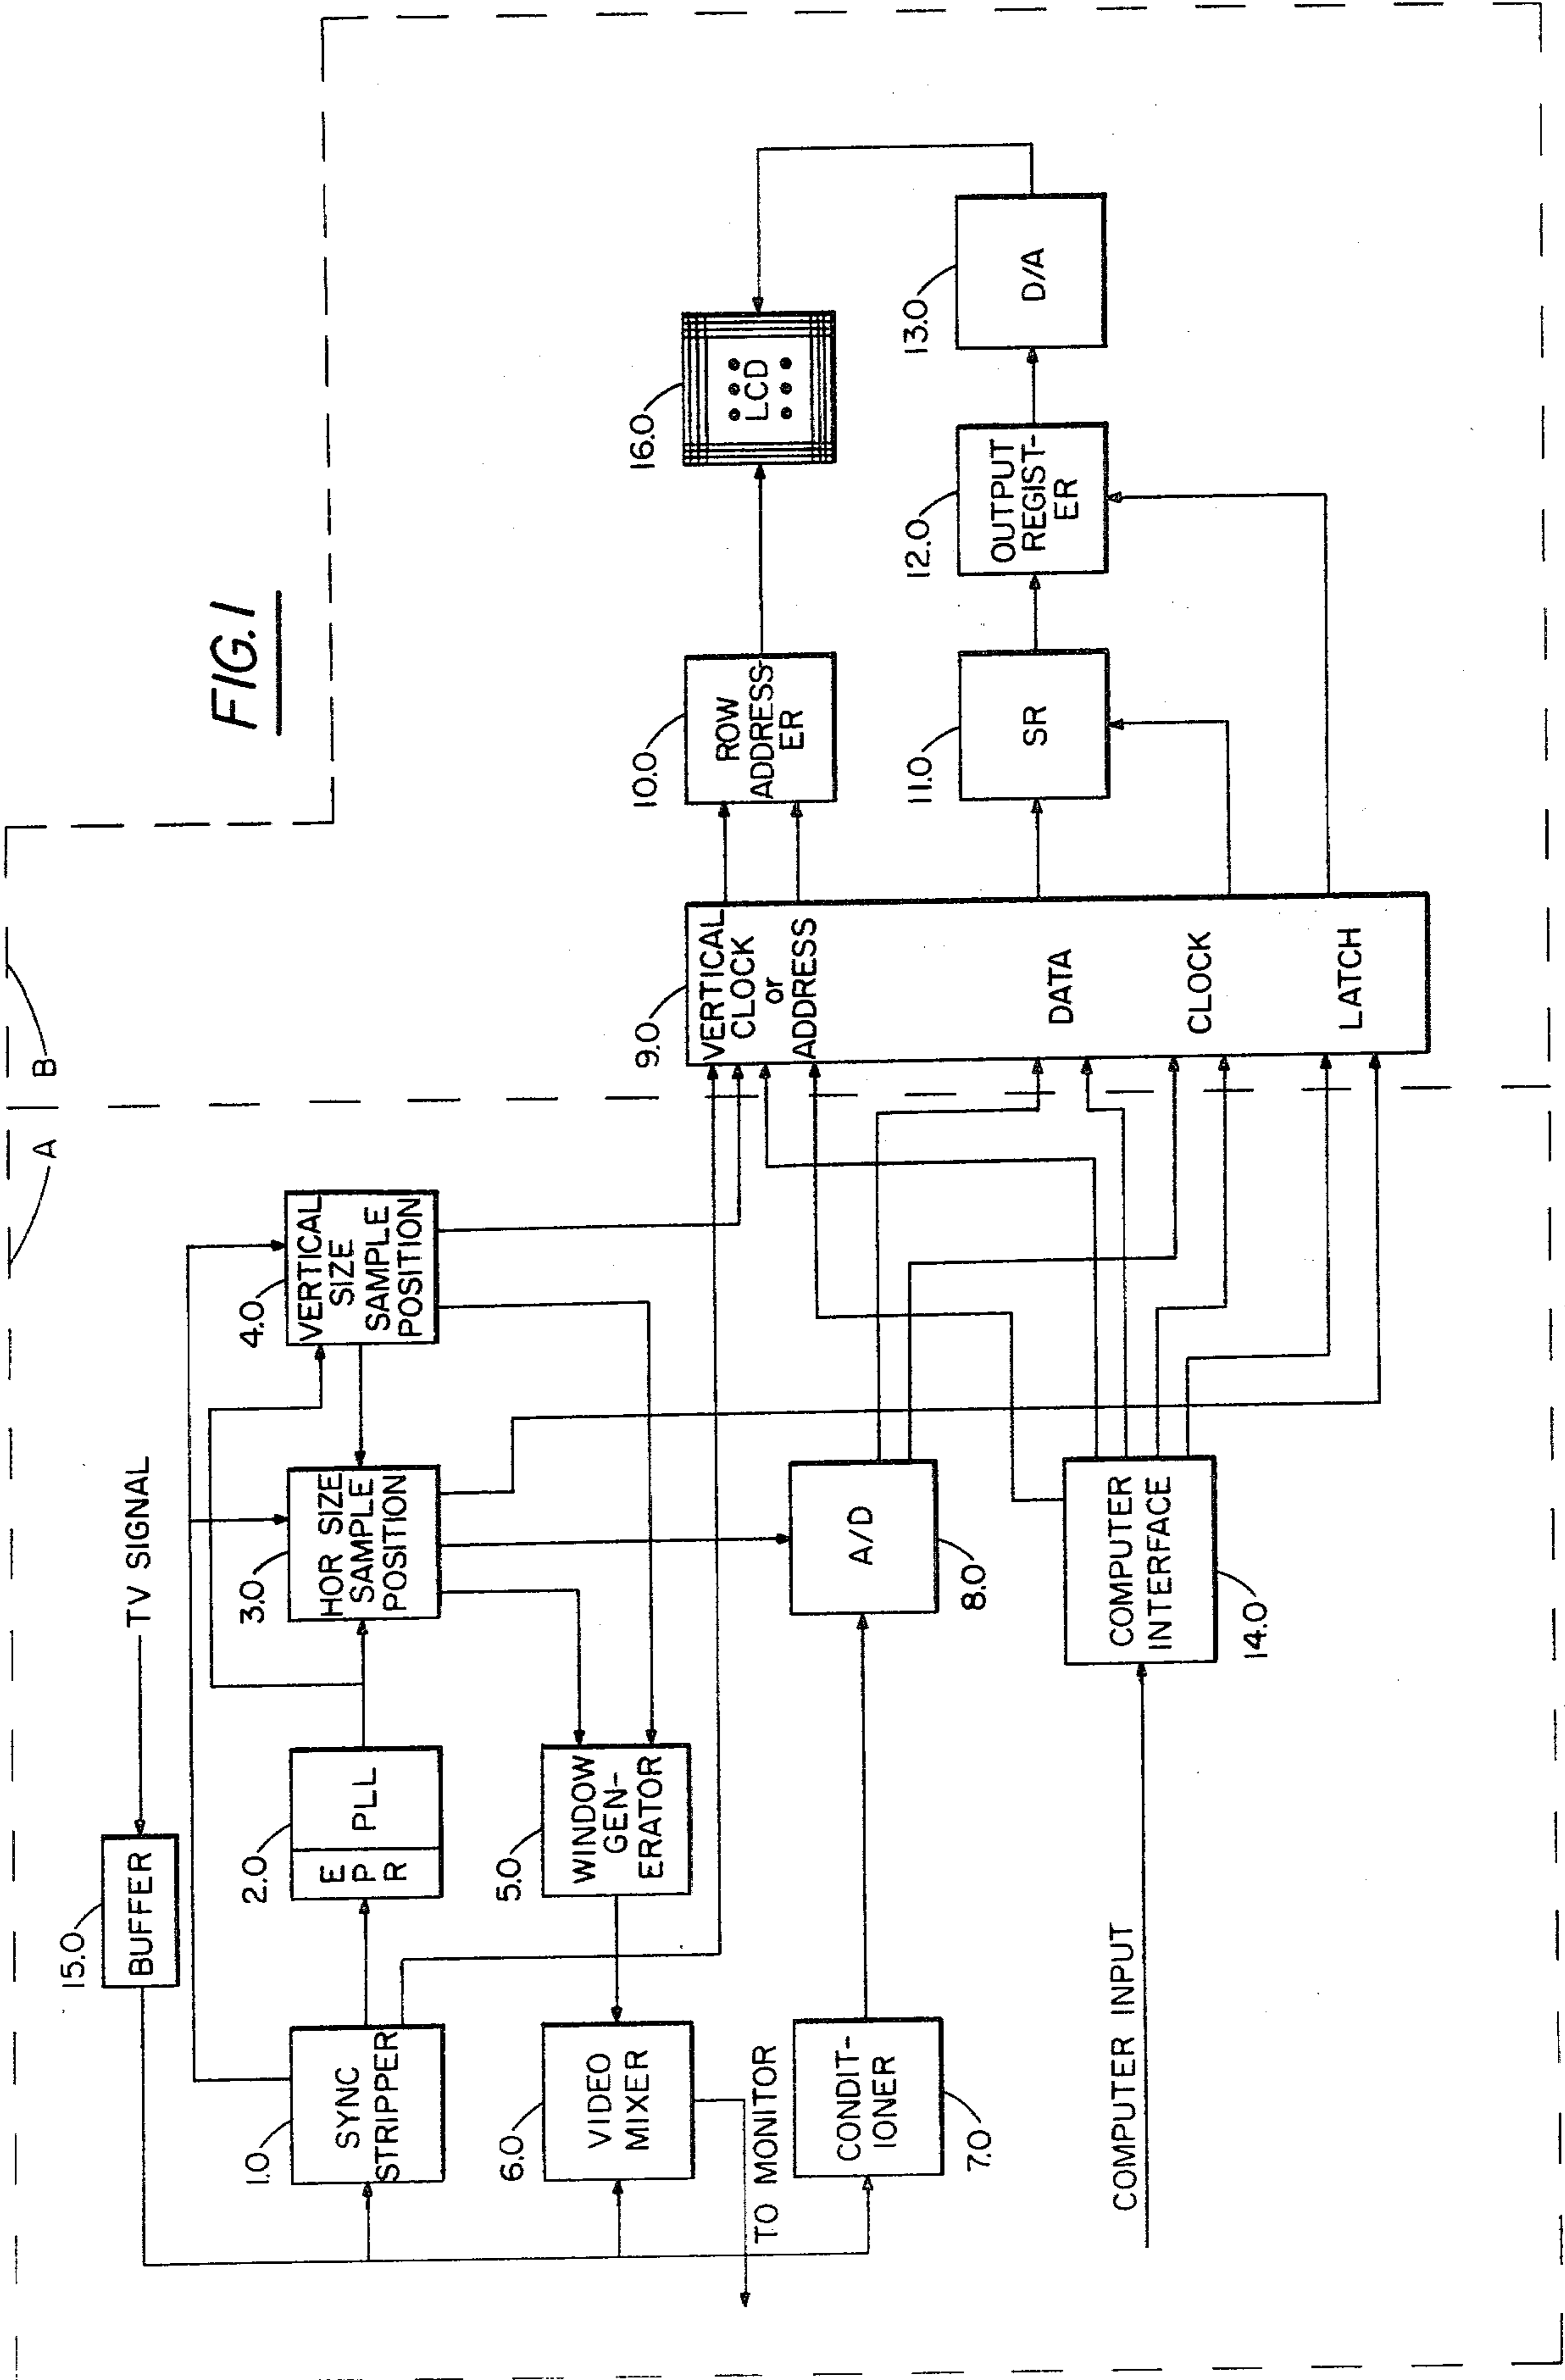 FIG. 1
A
B
TV SIGNAL
15.0
BUFFER
1.0
SYNC
STRIPPER
2.0
E
P
R
PLL
3.0
HOR SIZE
SAMPLE
POSITION
4.0
VERTICAL
SIZE
SAMPLE
POSITION
5.0
WINDOW
GEN-
ERATOR
6.0
VIDEO
MIXER
TO MONITOR
7.0
CONDIT-
IONER
8.0
A/D
COMPUTER INPUT
14.0
COMPUTER
INTERFACE
9.0
VERTICAL
CLOCK
or
ADDRESS
DATA
CLOCK
LATCH
10.0
ROW
ADDRESS-
ER
16.0
LCD
11.0
SR
12.0
OUTPUT
REGIST-
ER
13.0
D/A